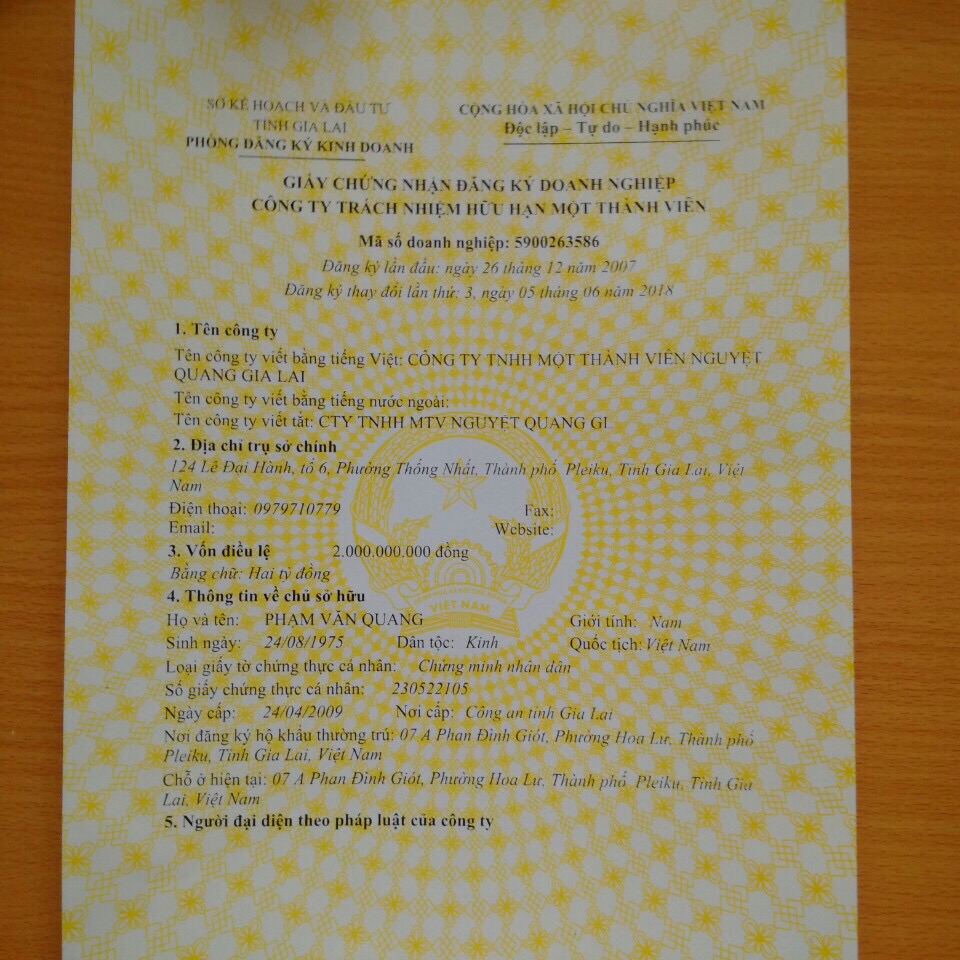 SỞ KẾ HOẠCH VÀ ĐẦU TƯ
TỈNH GIA LAI
PHÒNG ĐĂNG KÝ KINH DOANH
CỘNG HÒA XÃ HỘI CHỦ NGHĨA VIỆT NAM
Độc lập – Tự do – Hạnh phúc
GIẤY CHỨNG NHẬN ĐĂNG KÝ DOANH NGHIỆP
CÔNG TY TRÁCH NHIỆM HỮU HẠN MỘT THÀNH VIÊN
Mã số doanh nghiệp: 5900263586
Đăng ký lần đầu: ngày 26 tháng 12 năm 2007
Đăng ký thay đổi lần thứ: 3, ngày 05 tháng 06 năm 2018
1. Tên công ty
Tên công ty viết bằng tiếng Việt: CÔNG TY TNHH MỘT THÀNH VIÊN NGUYỆT
QUANG GIA LAI
Tên công ty viết bằng tiếng nước ngoài:
Tên công ty viết tắt: CTY TNHH MTV NGUYỆT QUANG GL
2. Địa chỉ trụ sở chính
124 Lê Đại Hành, tổ 6, Phường Thống Nhất, Thành phố Pleiku, Tỉnh Gia Lai, Việt
Nam
Điện thoại: 0979710779 Fax:
Email: Website:
3. Vốn điều lệ 2.000.000.000 đồng
Bằng chữ: Hai tỷ đồng
4. Thông tin về chủ sở hữu
Họ và tên: PHẠM VĂN QUANG Giới tính: Nam
Sinh ngày: 24/08/1975 Dân tộc: Kinh Quốc tịch: Việt Nam
Loại giấy tờ chứng thực cá nhân: Chứng minh nhân dân
Số giấy chứng thực cá nhân: 230522105
Ngày cấp: 24/04/2009 Nơi cấp: Công an tỉnh Gia Lai
Nơi đăng ký hộ khẩu thường trú: 07 A Phan Đình Giót, Phường Hoa Lư, Thành phố
Pleiku, Tỉnh Gia Lai, Việt Nam
Chỗ ở hiện tại: 07 A Phan Đình Giót, Phường Hoa Lư, Thành phố Pleiku, Tỉnh Gia
Lai, Việt Nam
5. Người đại diện theo pháp luật của công ty
VIỆT NAM